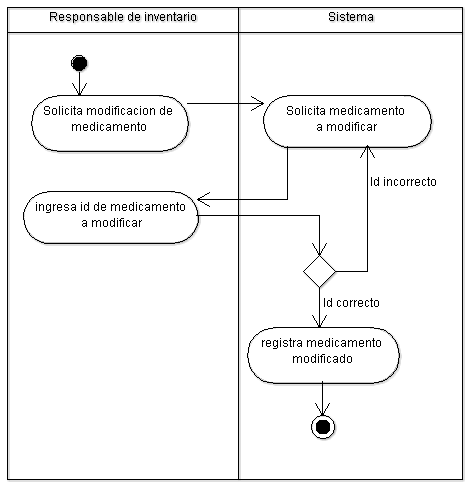 Responsable de inventario
Sistema
Solicita modificacion de
medicamento
Solicita medicamento
a modificar
Id incorrecto
ingresa id de medicamento
a modificar
Id correcto
registra medicamento
modificado